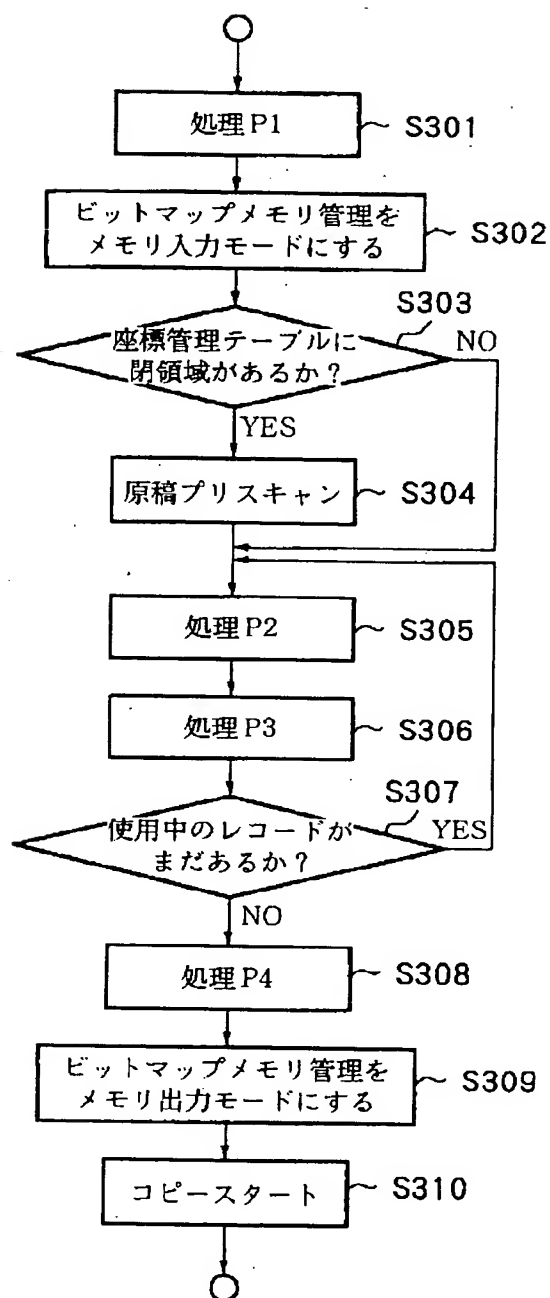 処理P1
S301
ビットマップメモリ管理を
メモリ入力モードにする
S302
S303
座標管理テーブルに
閉領域があるか?
NO
YES
原稿プリスキャン
S304
処理P2
S305
処理P3
S306
S307
使用中のレコードが
まだあるか?
YES
NO
処理P4
S308
ビットマップメモリ管理を
メモリ出力モードにする
S309
コピースタート
S310